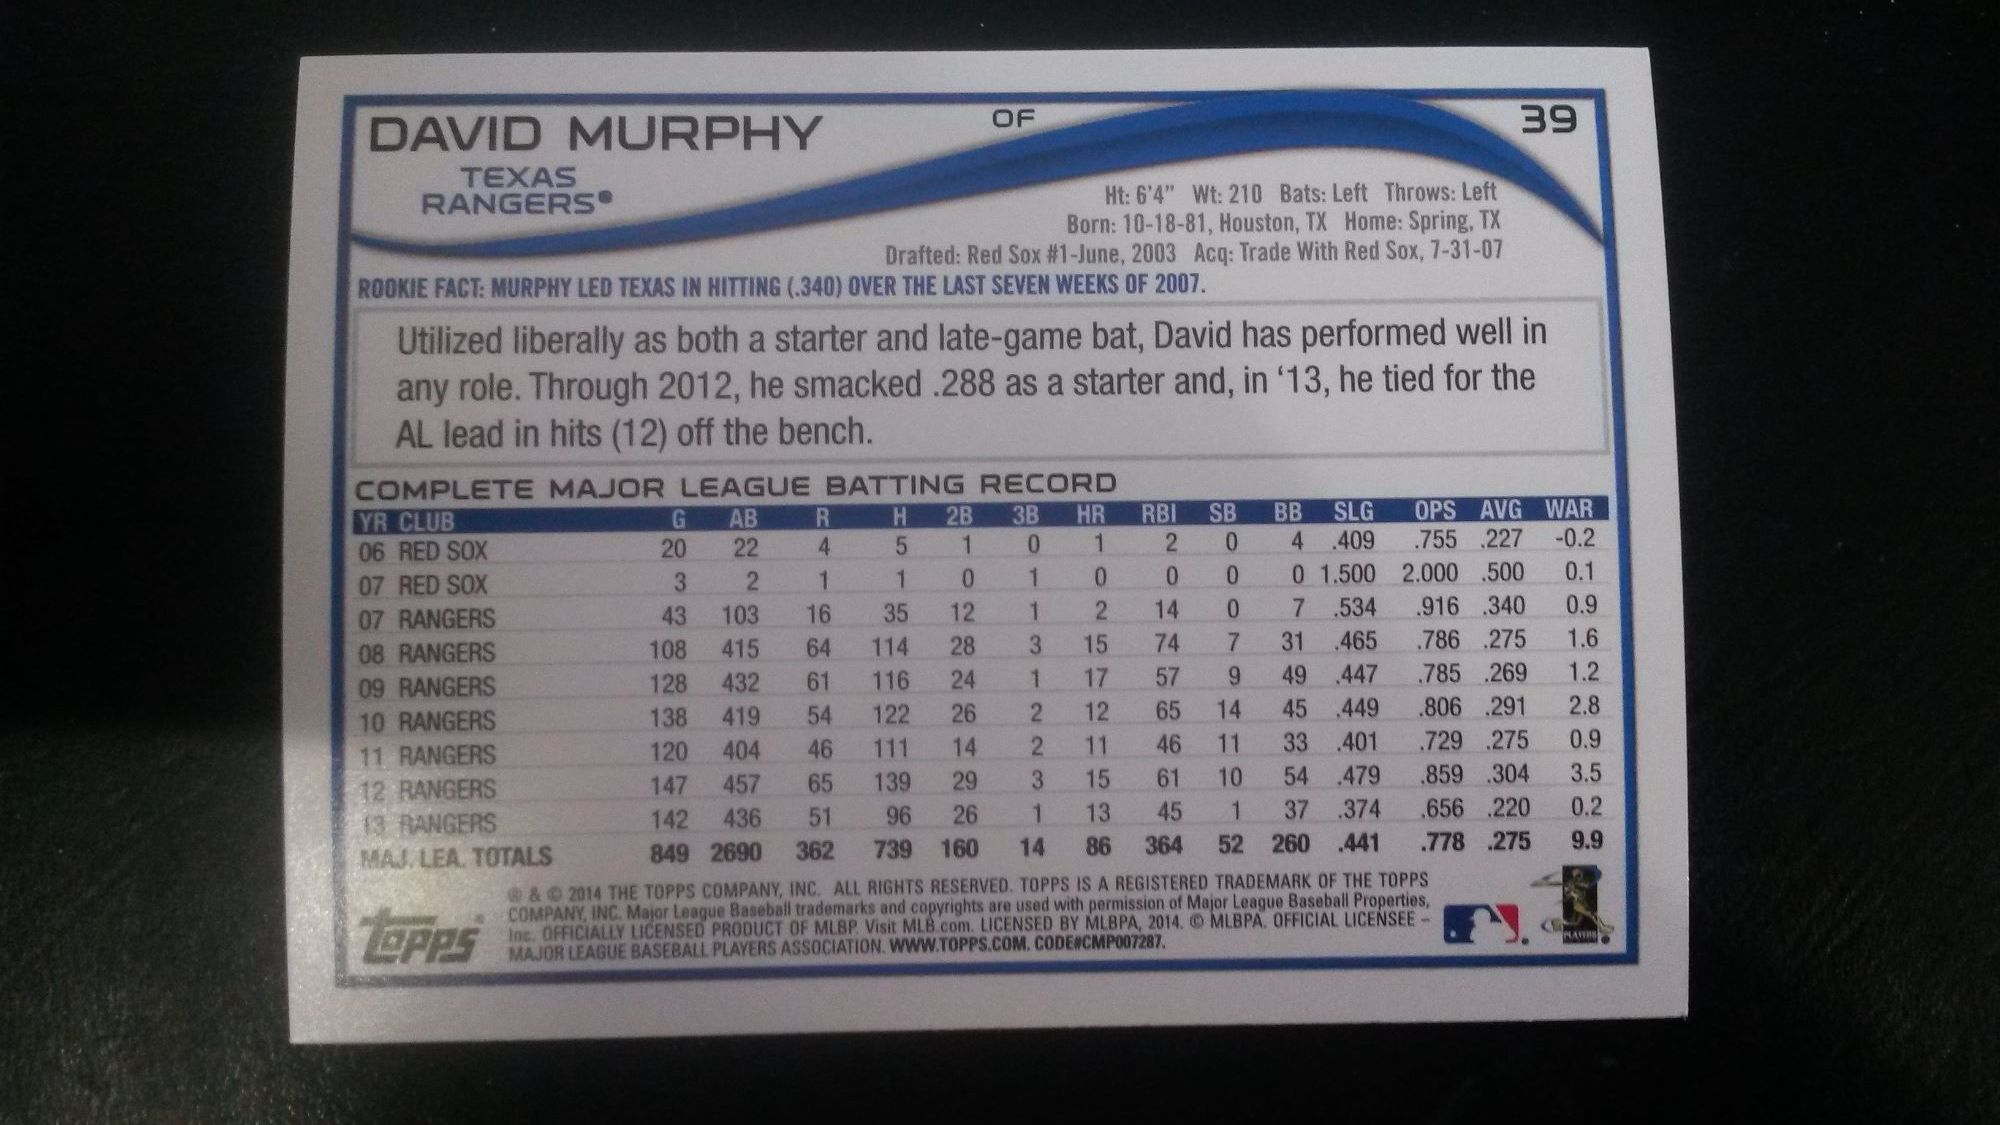 DAVID MURPHY OF 39
TEXAS
RANGERS®
Ht: 6'4" Wt: 210 Bats: Left Throws: Left
Born: 10-18-81, Houston, TX Home: Spring, TX
Drafted: Red Sox #1-June, 2003 Acq: Trade With Red Sox, 7-31-07
ROOKIE FACT: MURPHY LED TEXAS IN HITTING (.340) OVER THE LAST SEVEN WEEKS OF 2007.
Utilized liberally as both a starter and late-game bat, David has performed well in
any role. Through 2012, he smacked .288 as a starter and, in ‘13, he tied for the
AL lead in hits (12) off the bench.
COMPLETE MAJOR LEAGUE BATTING RECORD
YR CLUB G AB R H 2B 3B HR RBI SB BB SLG OPS AVG WAR
06 RED SOX 20 22 4 5 1 0 1 2 0 4 .409 .755 .227 -0.2
07 RED SOX 3 2 1 1 0 1 0 0 0 0 1.500 2.000 .500 0.1
07 RANGERS 43 103 16 35 12 1 2 14 0 7 .534 .916 .340 0.9
08 RANGERS 108 415 64 114 28 3 15 74 7 31 .465 .786 .275 1.6
09 RANGERS 128 432 61 116 24 1 17 57 9 49 .447 .785 .269 1.2
10 RANGERS 138 419 54 122 26 2 12 65 14 45 .449 .806 .291 2.8
11 RANGERS 120 404 46 111 14 2 11 46 11 33 .401 .729 .275 0.9
12 RANGERS 147 457 65 139 29 3 15 61 10 54 .479 .859 .304 3.5
13 RANGERS 142 436 51 96 26 1 13 45 1 37 .374 .656 .220 0.2
MAJ. LEA. TOTALS 849 2690 362 739 160 14 86 364 52 260 .441 .778 .275 9.9
® & © 2014 THE TOPPS COMPANY, INC. ALL RIGHTS RESERVED. TOPPS IS A REGISTERED TRADEMARK OF THE TOPPS
COMPANY, INC. Major League Baseball trademarks and copyrights are used with permission of Major League Baseball Properties,
Inc. OFFICIALLY LICENSED PRODUCT OF MLBP. Visit MLB.com. LICENSED BY MLBPA, 2014. © MLBPA. OFFICIAL LICENSEE –
MAJOR LEAGUE BASEBALL PLAYERS ASSOCIATION. WWW.TOPPS.COM. CODE#CMP007287.
Topps®
PLAYERS